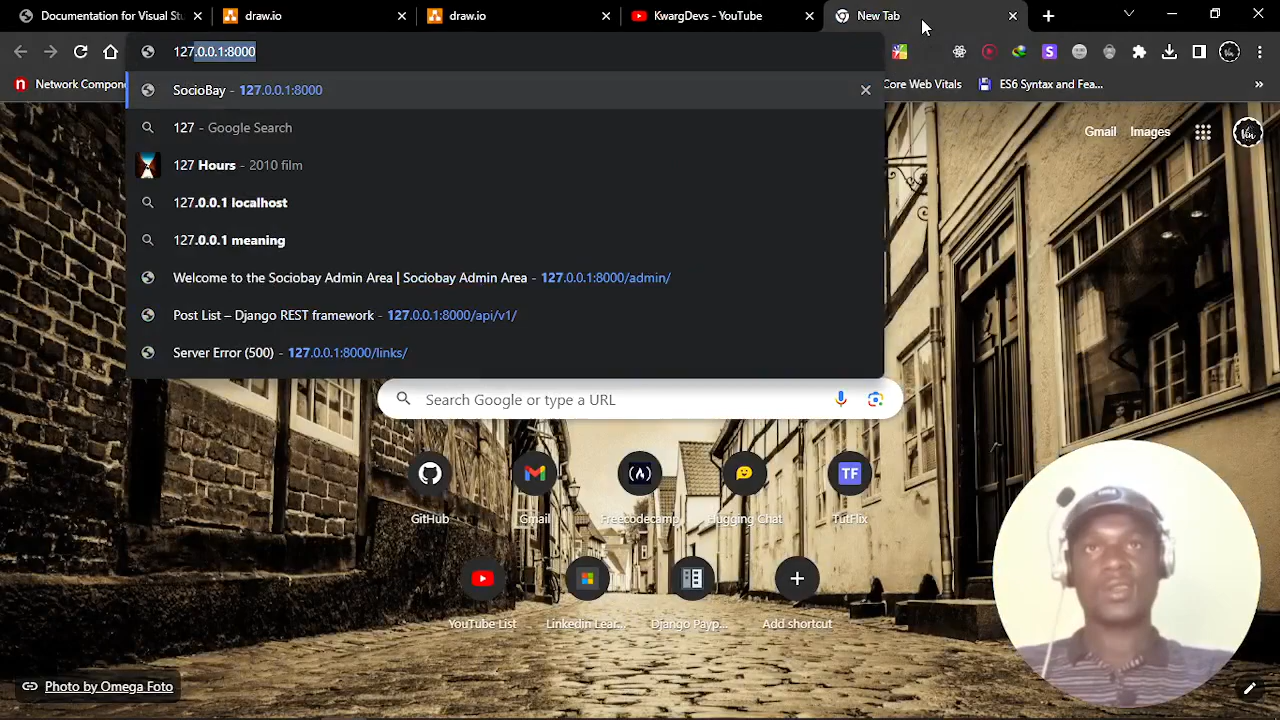 Documentation for Visual Stu
draw.io
draw.io
KwargDevs - YouTube
New Tab
127.0.0.1:8000
S
n Network Compon
Core Web Vitals
ES6 Syntax and Fea...
»
SocioBay - 127.0.0.1:8000
127 - Google Search
127 Hours - 2010 film
127.0.0.1 localhost
127.0.0.1 meaning
Welcome to the Sociobay Admin Area | Sociobay Admin Area - 127.0.0.1:8000/admin/
Post List – Django REST framework - 127.0.0.1:8000/api/v1/
Server Error (500) - 127.0.0.1:8000/links/
Gmail
Images
Search Google or type a URL
TF
GitHub
Gmail
Freecodecamp
Hugging Chat
TutFlix
YouTube List
Linkedin Lear...
Django Payp...
Add shortcut
Photo by Omega Foto